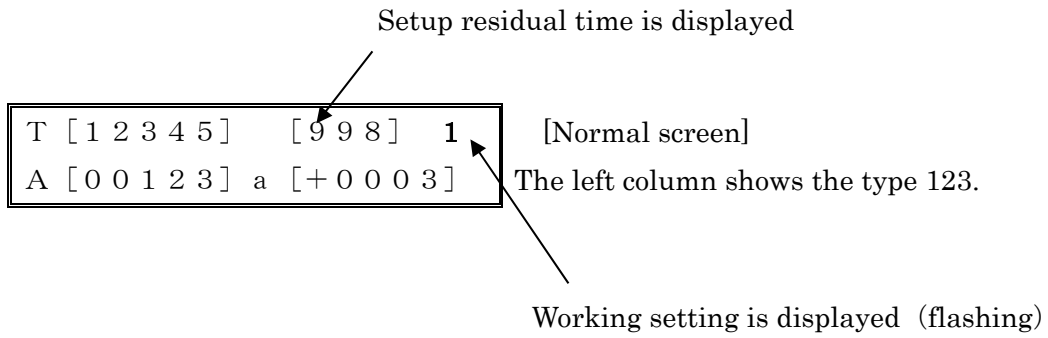 Setup residual time is displayed
Ｔ［１２３４５］　［９９８］　1　[Normal screen]
Ａ［００１２３］ａ［＋０００３］　The left column shows the type 123.
Working setting is displayed（flashing）